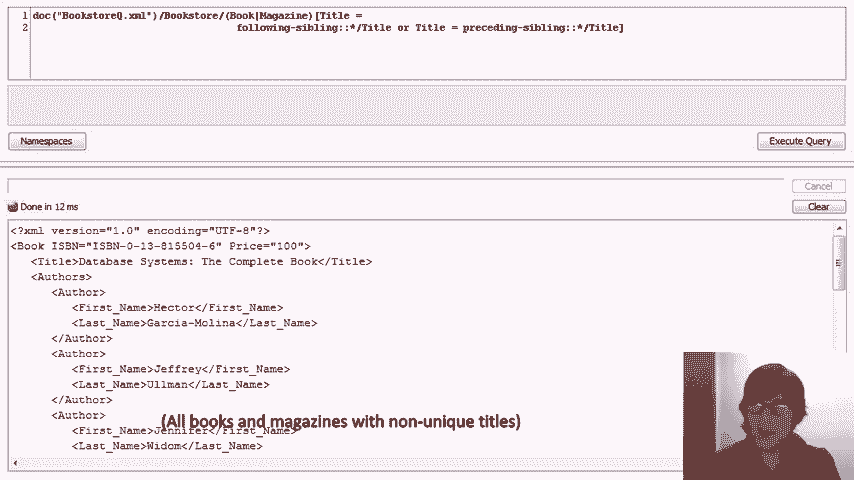 1 doc("BookstoreQ.xml")/Bookstore/(Book|Magazine)[Title =
2 following-sibling::*/Title or Title = preceding-sibling::*/Title]
Namespaces
Execute Query
Cancel
Done in 12 ms
Clear
<?xml version="1.0" encoding="UTF-8"?>
<Book ISBN="ISBN-0-13-815504-6" Price="100">
<Title>Database Systems: The Complete Book</Title>
<Authors>
<Author>
<First_Name>Hector</First_Name>
<Last_Name>Garcia-Molina</Last_Name>
</Author>
<Author>
<First_Name>Jeffrey</First_Name>
<Last_Name>Ullman</Last_Name>
</Author>
<Author>
(All books and magazines with non-unique titles)
<First_Name>Jennifer</First_Name>
<Last_Name>Widom</Last_Name>